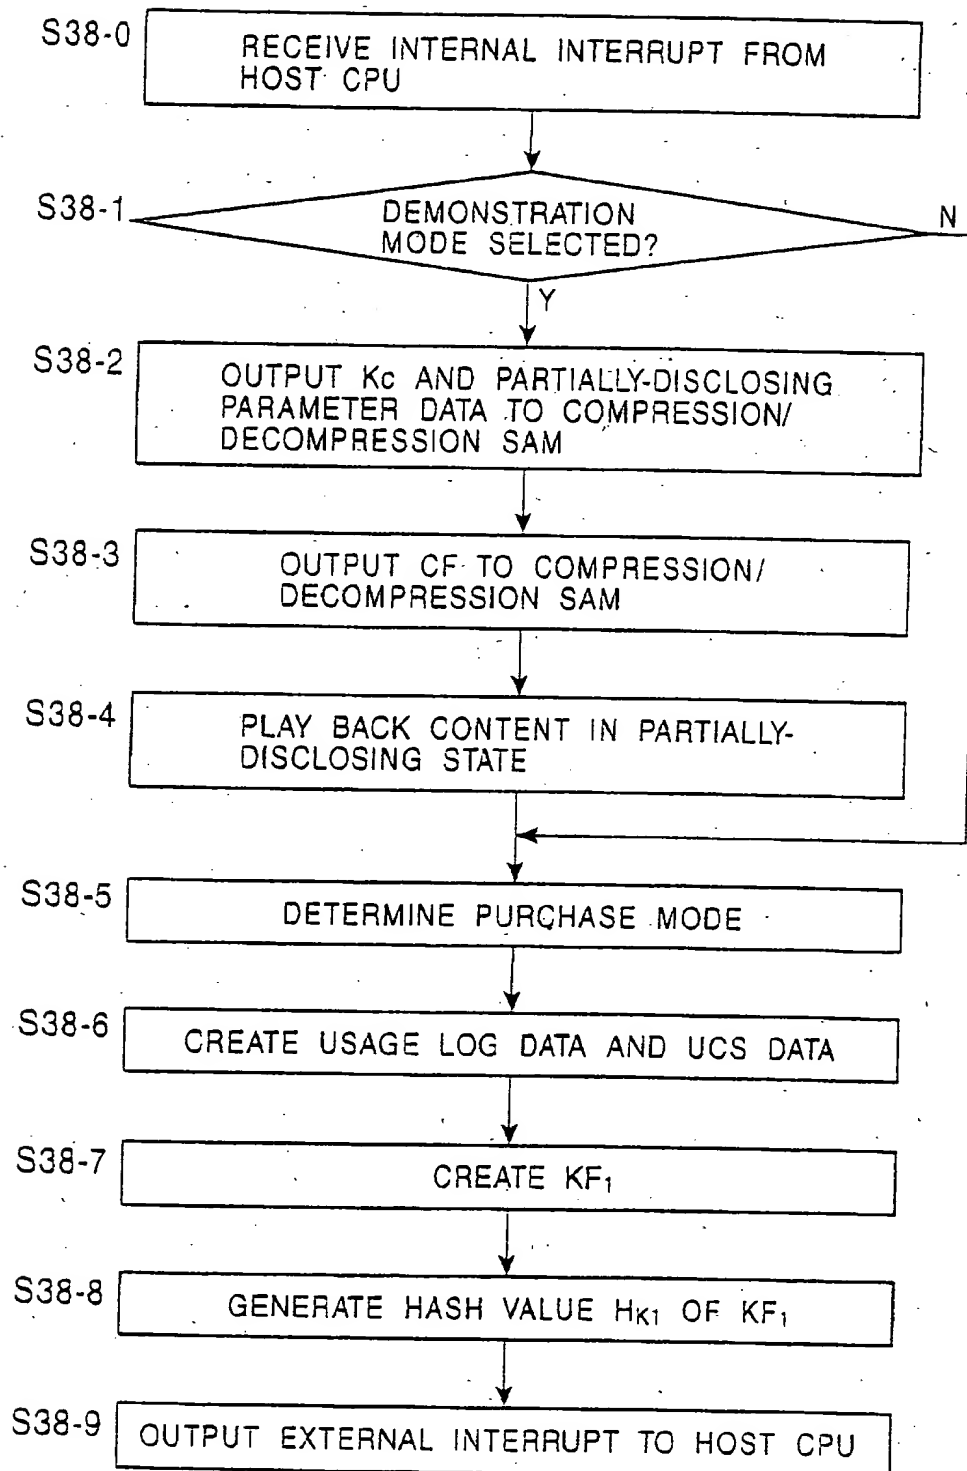 S38-0
RECEIVE INTERNAL INTERRUPT FROM
HOST CPU
S38-1
DEMONSTRATION
MODE SELECTED?
N
Y
S38-2
OUTPUT Kc AND PARTIALLY-DISCLOSING
PARAMETER DATA TO COMPRESSION/
DECOMPRESSION SAM
S38-3
OUTPUT CF TO COMPRESSION/
DECOMPRESSION SAM
S38-4
PLAY BACK CONTENT IN PARTIALLY-
DISCLOSING STATE
S38-5
DETERMINE PURCHASE MODE
S38-6
CREATE USAGE LOG DATA AND UCS DATA
S38-7
CREATE KF₁
S38-8
GENERATE HASH VALUE H_K1 OF KF₁
S38-9
OUTPUT EXTERNAL INTERRUPT TO HOST CPU